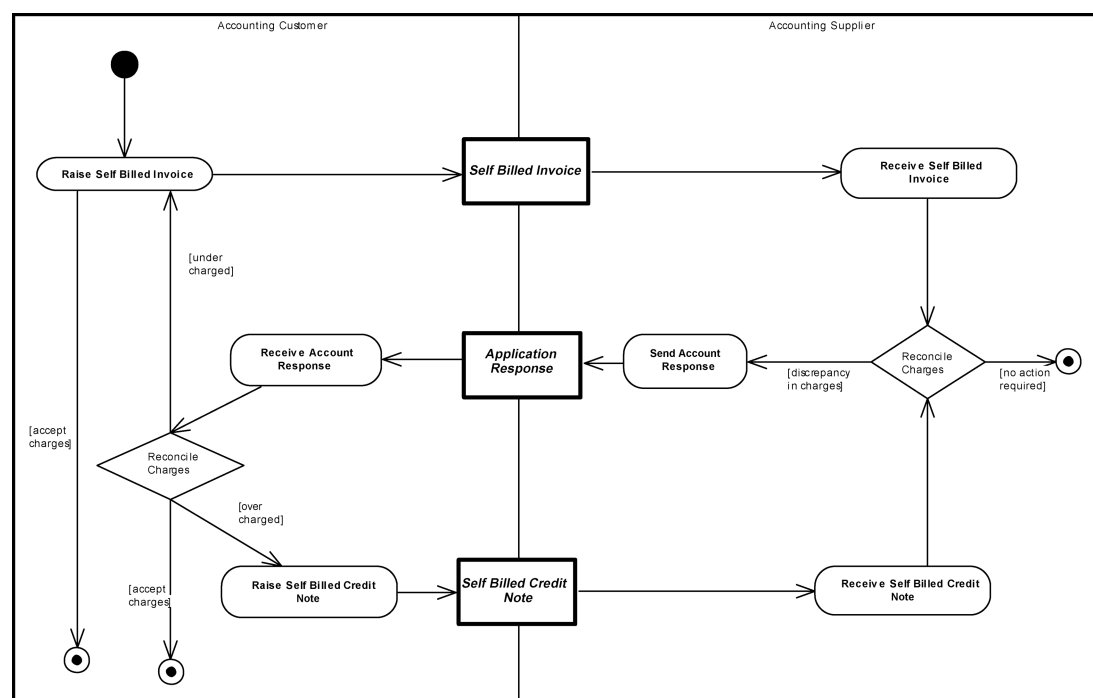 Accounting Customer
Accounting Supplier
Raise Self Billed Invoice
Self Billed Invoice
Receive Self Billed
Invoice
[under
charged]
Receive Account
Response
Application
Response
Send Account
Response
Reconcile
Charges
[discrepancy
in charges]
[no action
required]
[accept
charges]
Reconcile
Charges
[over
charged]
[accept
charges]
Raise Self Billed Credit
Note
Self Billed Credit
Note
Receive Self Billed Credit
Note